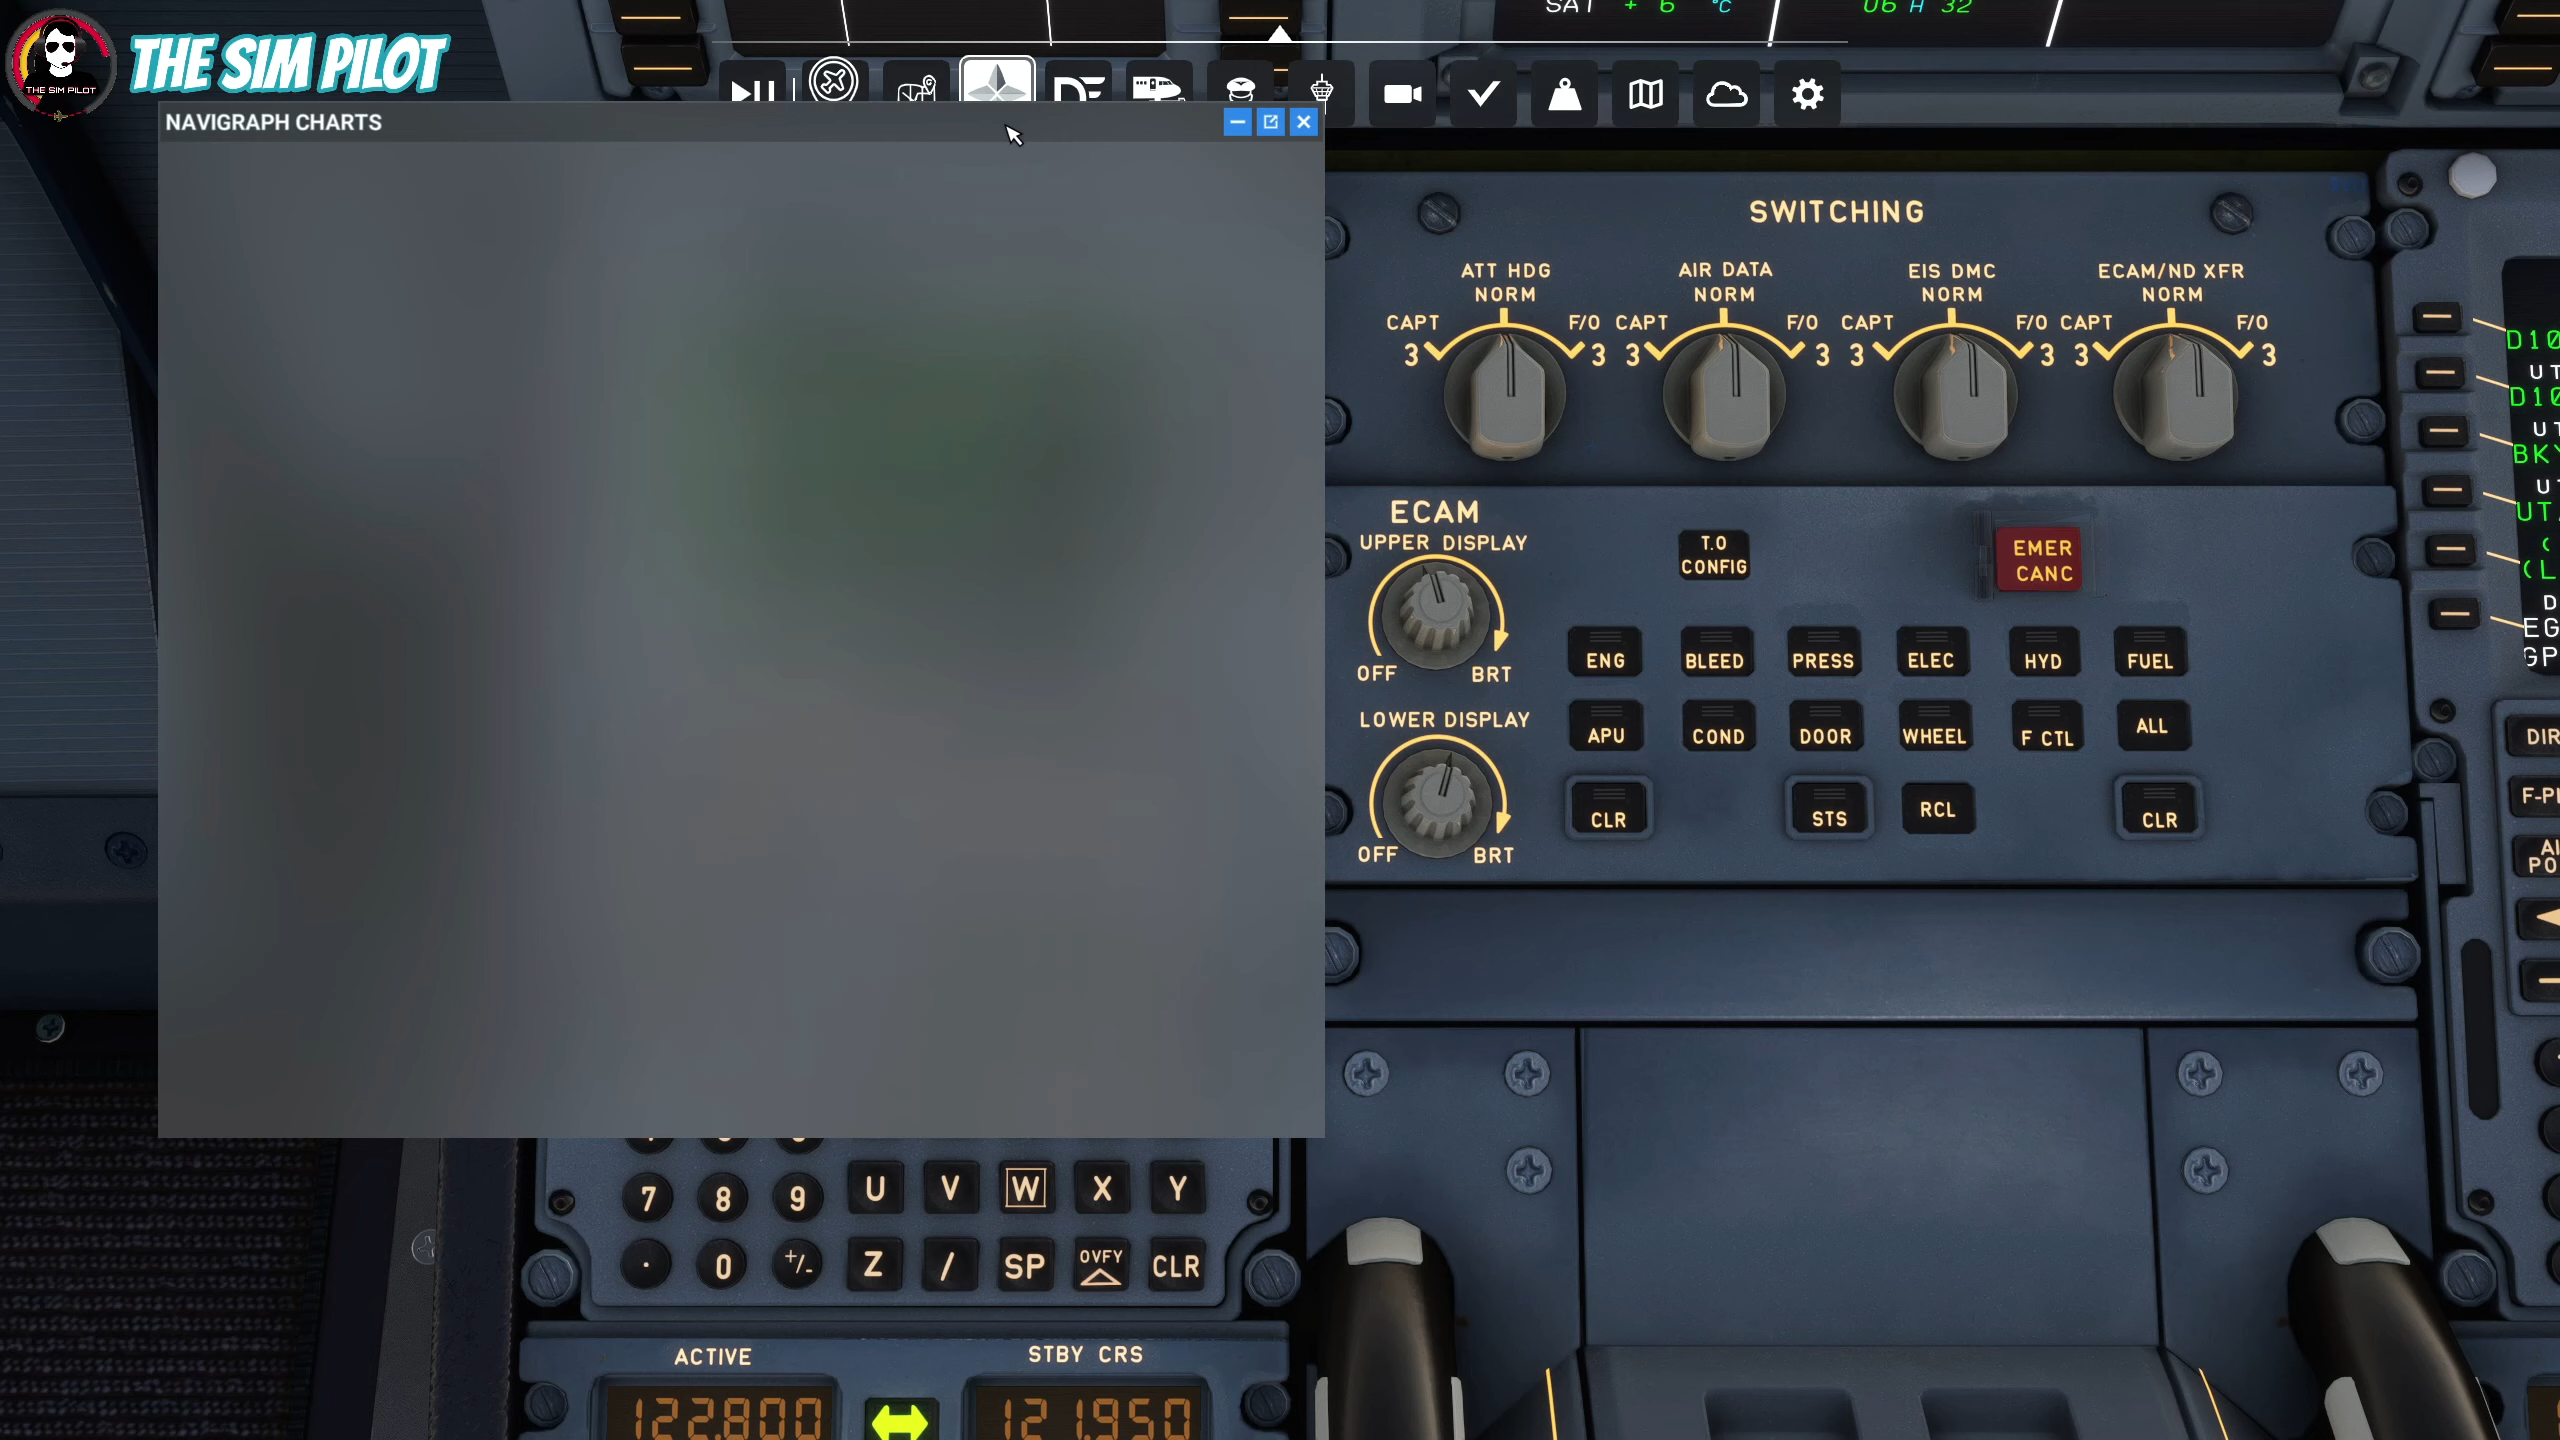 SAT + 6 °C 06 H 32
THE SIM PILOT
THE SIM PILOT
NAVIGRAPH CHARTS
SWITCHING
ATT HDG
NORM
CAPT
3
F/O
3
AIR DATA
NORM
CAPT
3
F/O
3
EIS DMC
NORM
CAPT
3
F/O
3
ECAM/ND XFR
NORM
CAPT
3
F/O
3
ECAM
UPPER DISPLAY
OFF BRT
LOWER DISPLAY
OFF BRT
T.O
CONFIG
EMER
CANC
ENG BLEED PRESS ELEC HYD FUEL
APU COND DOOR WHEEL F CTL ALL
CLR STS RCL CLR
7 8 9 U V W X Y
. 0 +/- Z / SP OVFY CLR
ACTIVE STBY CRS
122.800 121.950
DIR